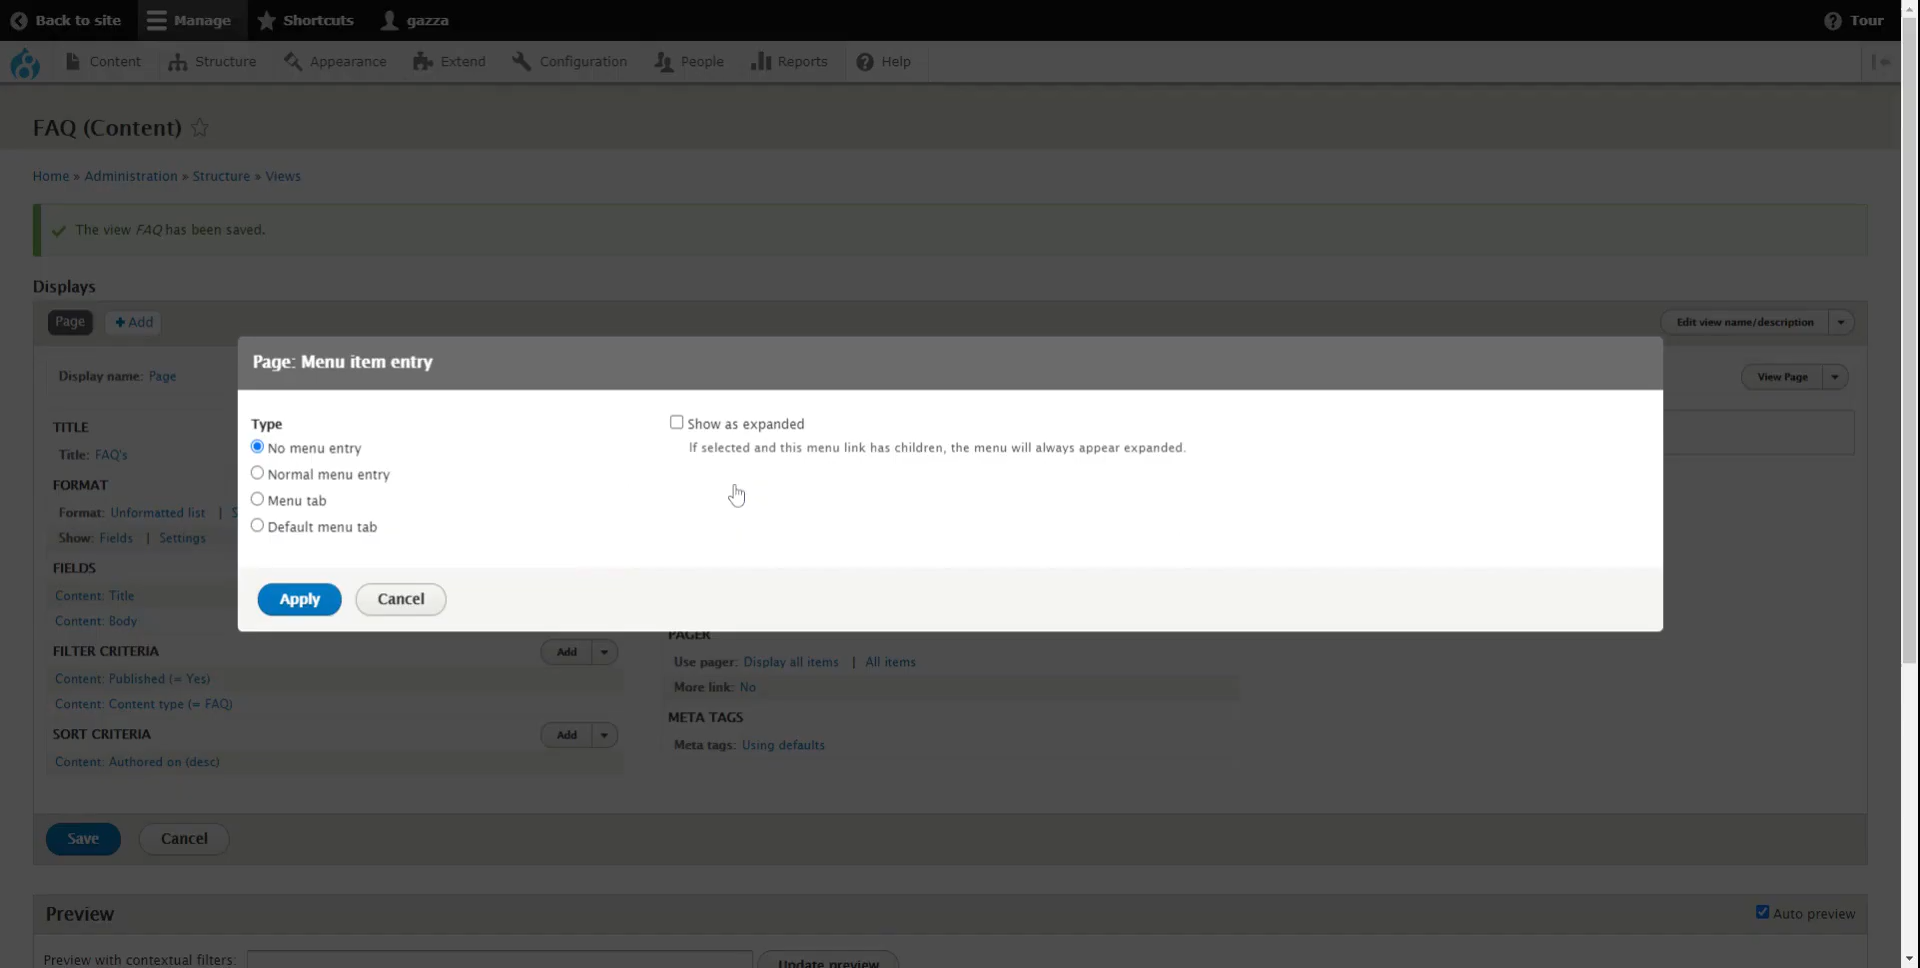 Back to site Manage Shortcuts gazza Tour
Content Structure Appearance Extend Configuration People Reports Help
FAQ (Content)
Home » Administration » Structure » Views
The view FAQ has been saved.
Displays
Page + Add Edit view name/description
Page: Menu item entry
Display name: Page View Page
Type
Show as expanded
If selected and this menu link has children, the menu will always appear expanded.
No menu entry
Normal menu entry
Menu tab
Default menu tab
Apply Cancel
TITLE
Title: FAQ's
FORMAT
Format: Unformatted list |
Show: Fields | Settings
FIELDS
Content: Title
Content: Body
FILTER CRITERIA Add
Content: Published (= Yes)
Content: Content type (= FAQ)
SORT CRITERIA Add
Content: Authored on (desc)
PAGER
Use pager: Display all items | All items
More link: No
META TAGS
Meta tags: Using defaults
Save Cancel
Preview Auto preview
Preview with contextual filters: Update preview